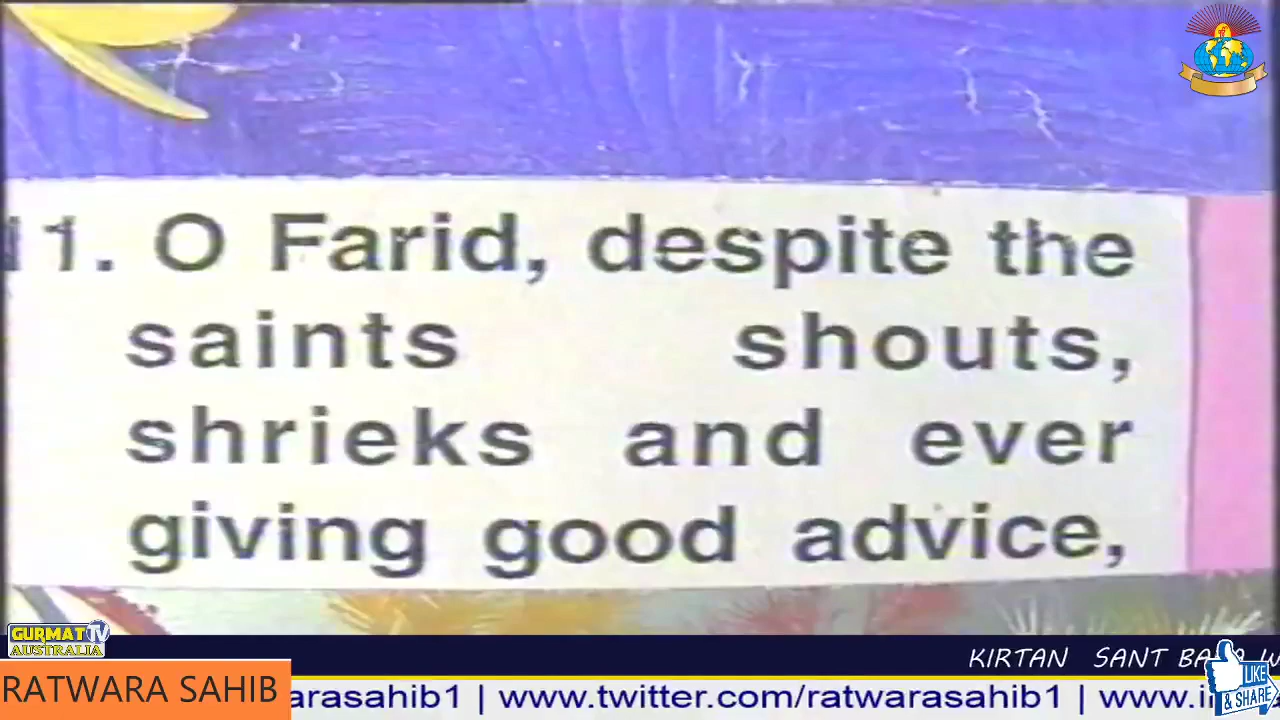 11. O Farid, despite the
saints shouts,
shrieks and ever
giving good advice,
GURMAT TV
AUSTRALIA
KIRTAN SANT
RATWARA SAHIB
arasahib1 | www.twitter.com/ratwarasahib1 | www.i
LIKE
& SHARE